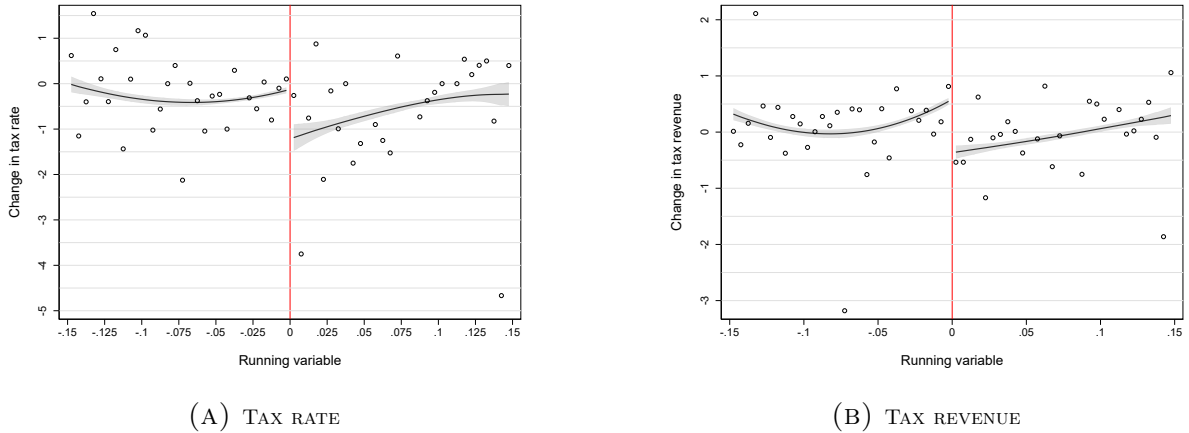 Change in tax rate
1
0
-1
-2
-3
-4
-5
-.15 -.125 -.1 -.075 -.05 -.025 0 .025 .05 .075 .1 .125 .15
Running variable
(A) TAX RATE
Change in tax revenue
2
1
0
-1
-2
-3
-.15 -.1 -.05 0 .05 .1 .15
Running variable
(B) TAX REVENUE